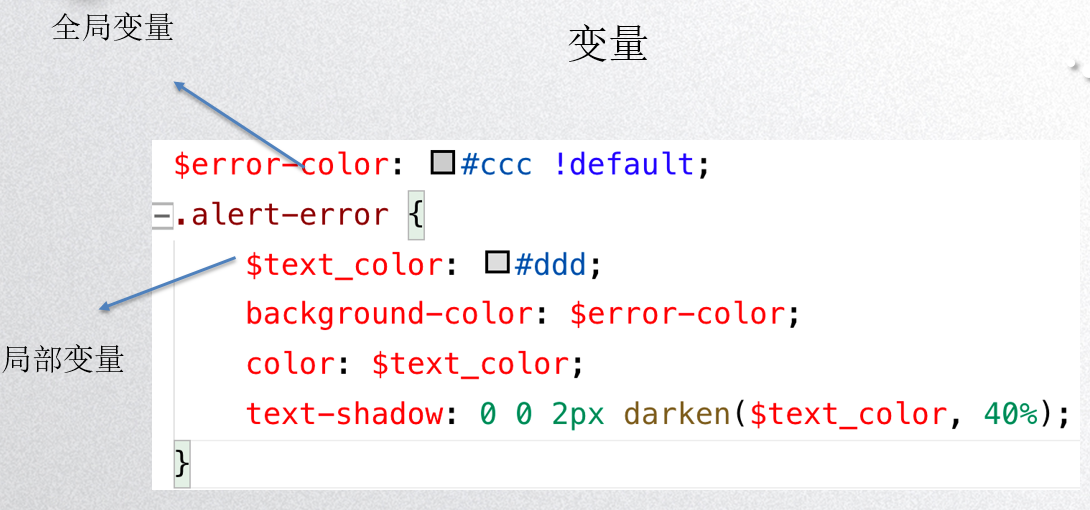 全局变量
变量
$error-color: #ccc !default;
.alert-error {
$text_color: #ddd;
background-color: $error-color;
局部变量
color: $text_color;
text-shadow: 0 0 2px darken($text_color, 40%);
}